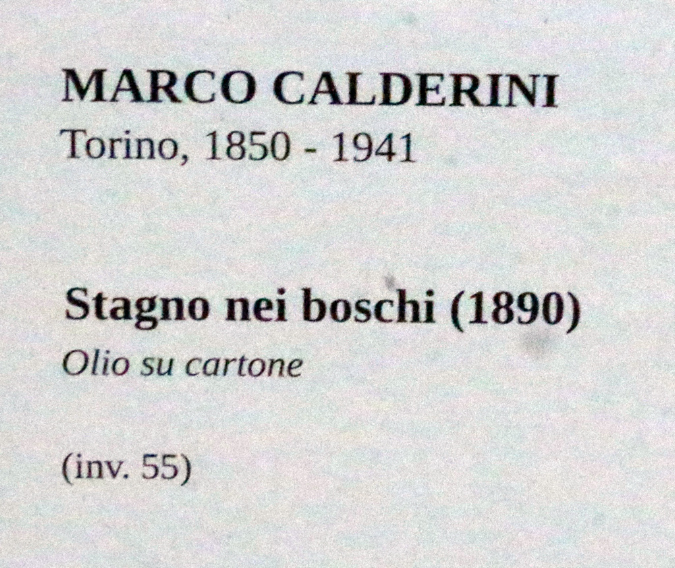 MARCO CALDERINI
Torino, 1850 - 1941
Stagno nei boschi (1890)
Olio su cartone
(inv. 55)